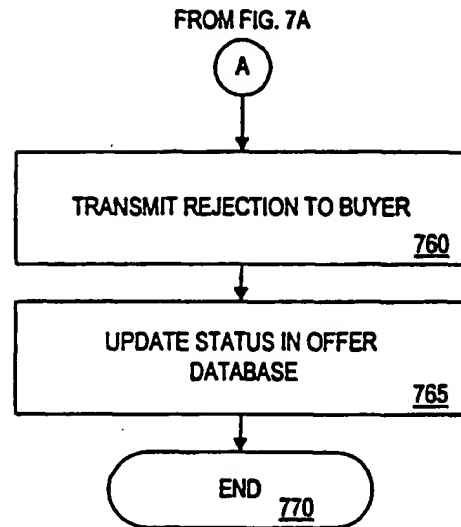 FROM FIG. 7A
A
TRANSMIT REJECTION TO BUYER
760
UPDATE STATUS IN OFFER
DATABASE
765
END
770